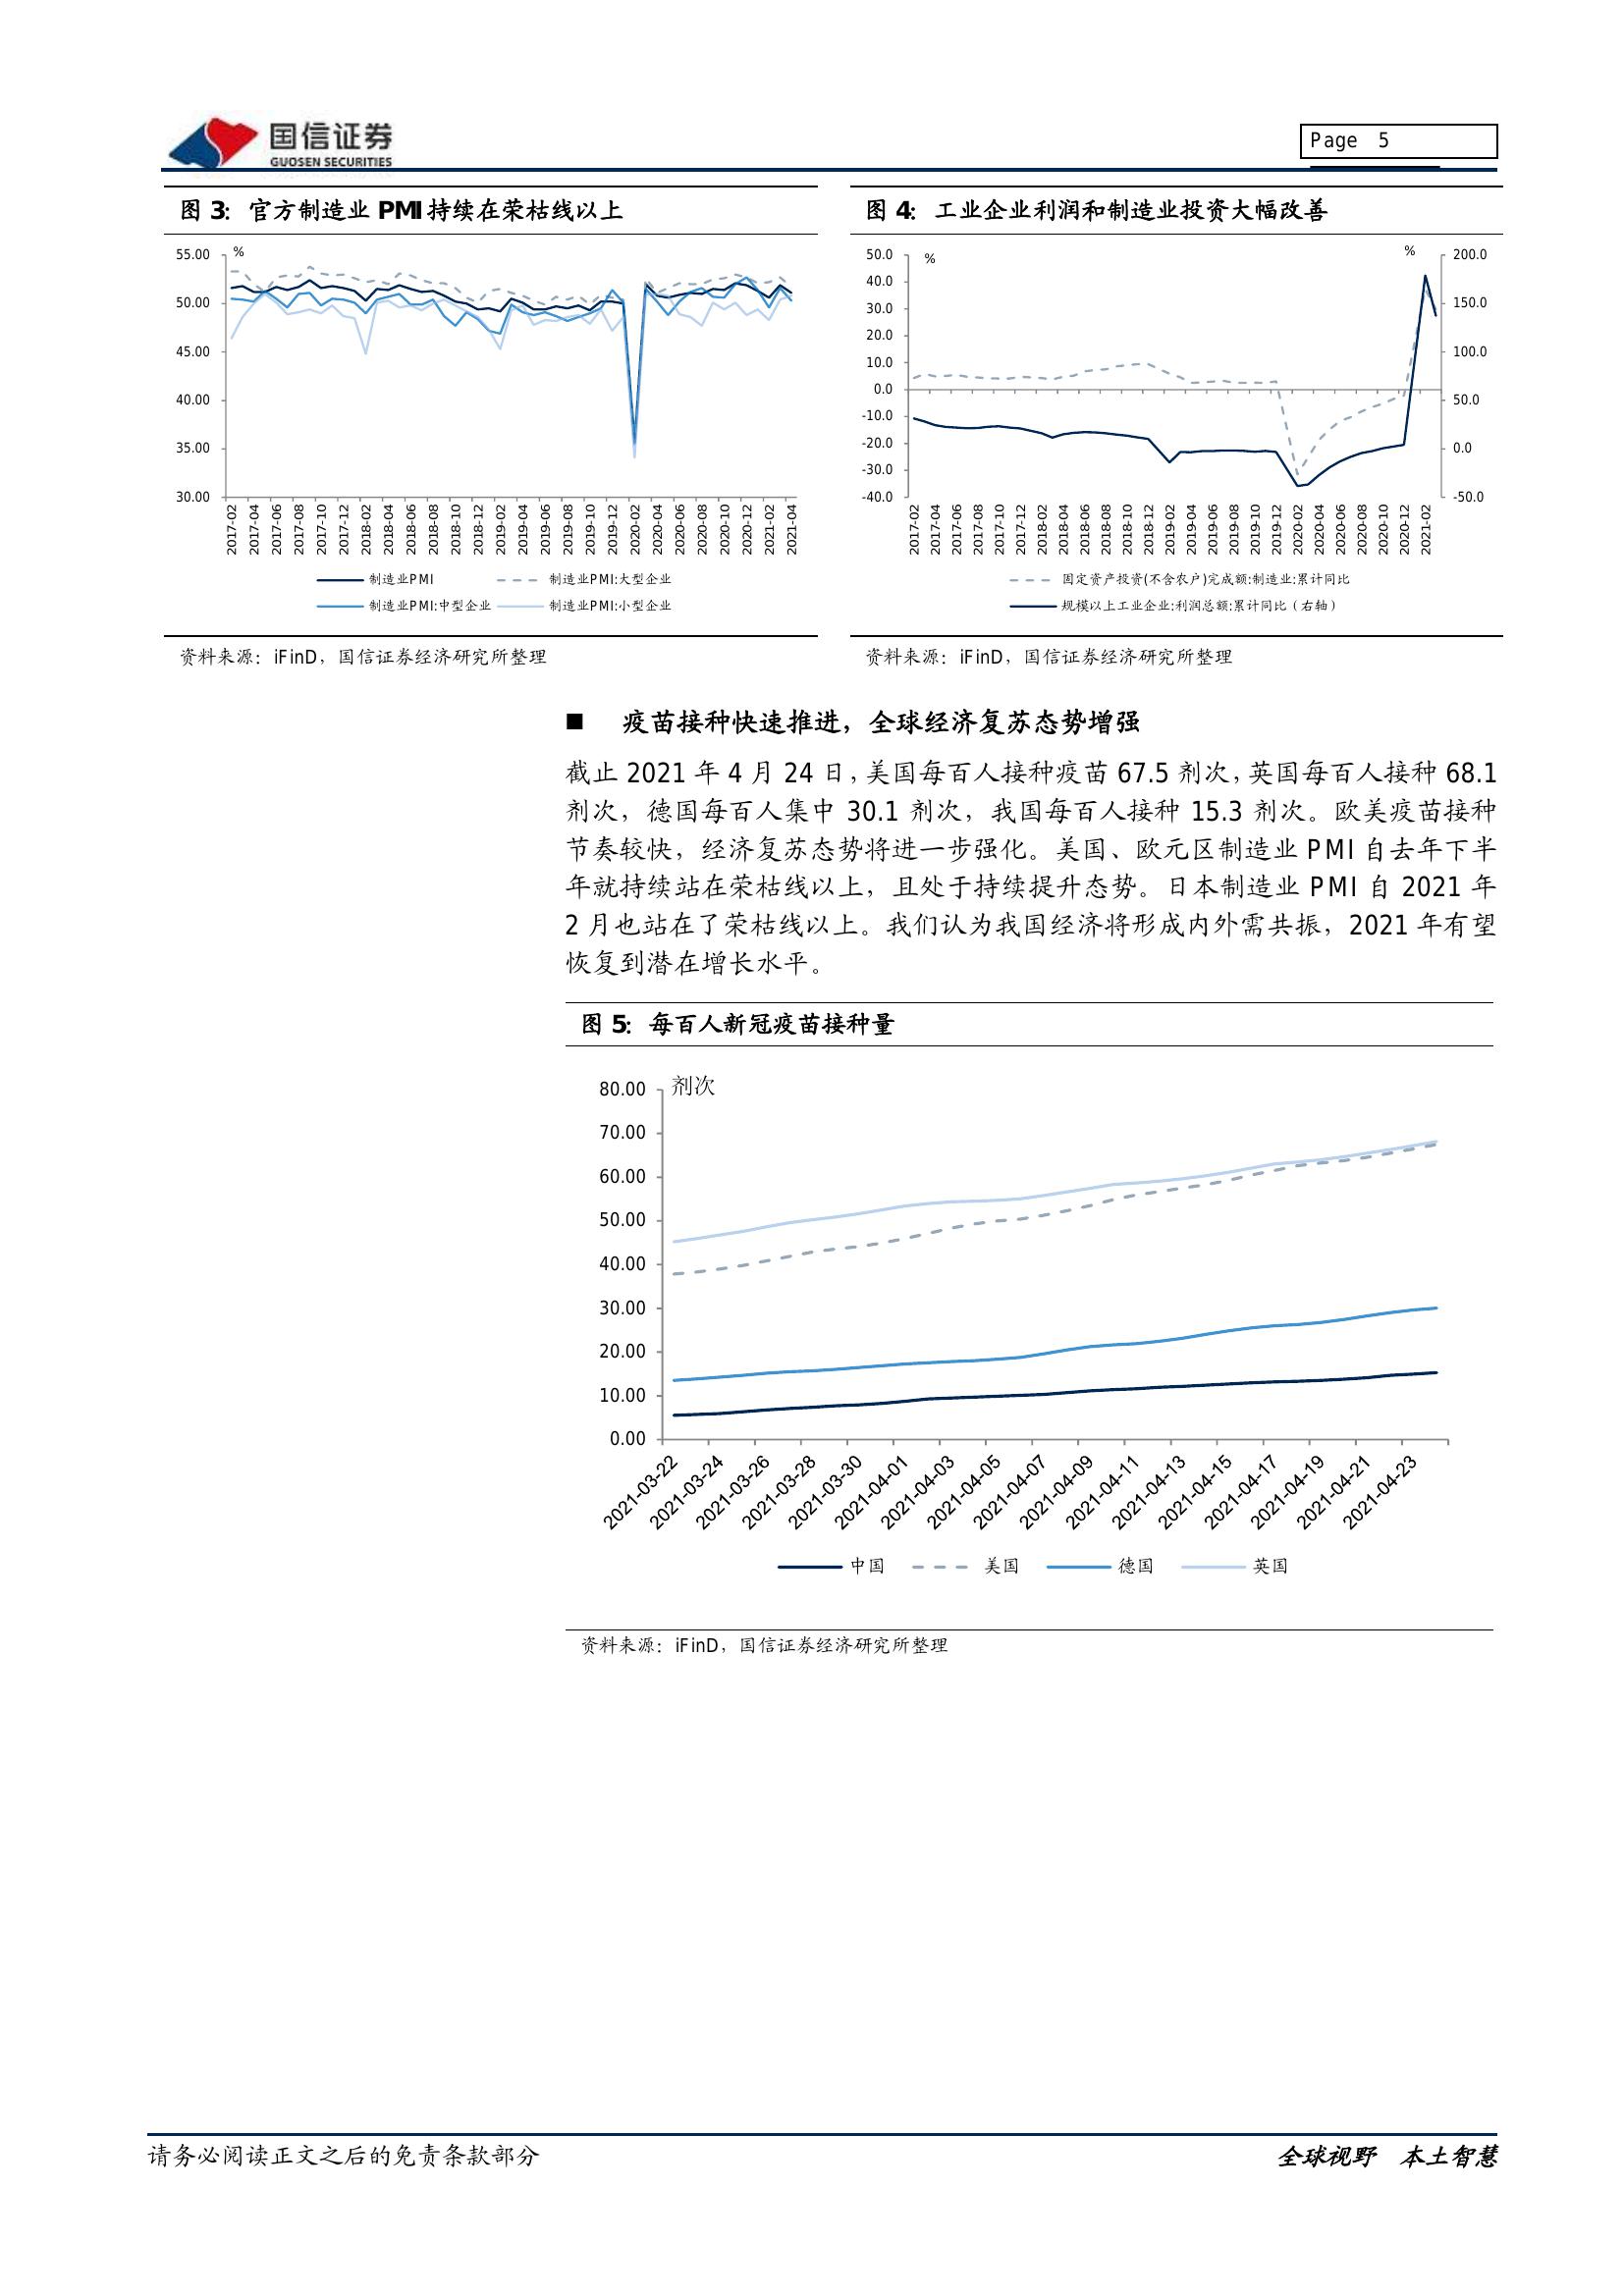 国信证券
GUOSEN SECURITIES
Page 5
图 3：官方制造业 PMI 持续在荣枯线以上
%
55.00
50.00
45.00
40.00
35.00
30.00
2017-02 2017-04 2017-06 2017-08 2017-10 2017-12 2018-02 2018-04 2018-06 2018-08 2018-10 2018-12 2019-02 2019-04 2019-06 2019-08 2019-10 2019-12 2020-02 2020-04 2020-06 2020-08 2020-10 2020-12 2021-02 2021-04
制造业PMI 制造业PMI:大型企业
制造业PMI:中型企业 制造业PMI:小型企业
资料来源：iFinD，国信证券经济研究所整理
图 4：工业企业利润和制造业投资大幅改善
% %
50.0 200.0
40.0
30.0 150.0
20.0
10.0 100.0
0.0
-10.0 50.0
-20.0 0.0
-30.0
-40.0 -50.0
2017-02 2017-04 2017-06 2017-08 2017-10 2017-12 2018-02 2018-04 2018-06 2018-08 2018-10 2018-12 2019-02 2019-04 2019-06 2019-08 2019-10 2019-12 2020-02 2020-04 2020-06 2020-08 2020-10 2020-12 2021-02
固定资产投资(不含农户)完成额:制造业:累计同比
规模以上工业企业:利润总额:累计同比（右轴）
资料来源：iFinD，国信证券经济研究所整理
■ 疫苗接种快速推进，全球经济复苏态势增强
截止 2021 年 4 月 24 日，美国每百人接种疫苗 67.5 剂次，英国每百人接种 68.1
剂次，德国每百人集中 30.1 剂次，我国每百人接种 15.3 剂次。欧美疫苗接种
节奏较快，经济复苏态势将进一步强化。美国、欧元区制造业 PMI 自去年下半
年就持续站在荣枯线以上，且处于持续提升态势。日本制造业 PMI 自 2021 年
2 月也站在了荣枯线以上。我们认为我国经济将形成内外需共振，2021 年有望
恢复到潜在增长水平。
图 5：每百人新冠疫苗接种量
剂次
80.00
70.00
60.00
50.00
40.00
30.00
20.00
10.00
0.00
2021-03-22 2021-03-24 2021-03-26 2021-03-28 2021-03-30 2021-04-01 2021-04-03 2021-04-05 2021-04-07 2021-04-09 2021-04-11 2021-04-13 2021-04-15 2021-04-17 2021-04-19 2021-04-21 2021-04-23
中国 美国 德国 英国
资料来源：iFinD，国信证券经济研究所整理
请务必阅读正文之后的免责条款部分
全球视野 本土智慧